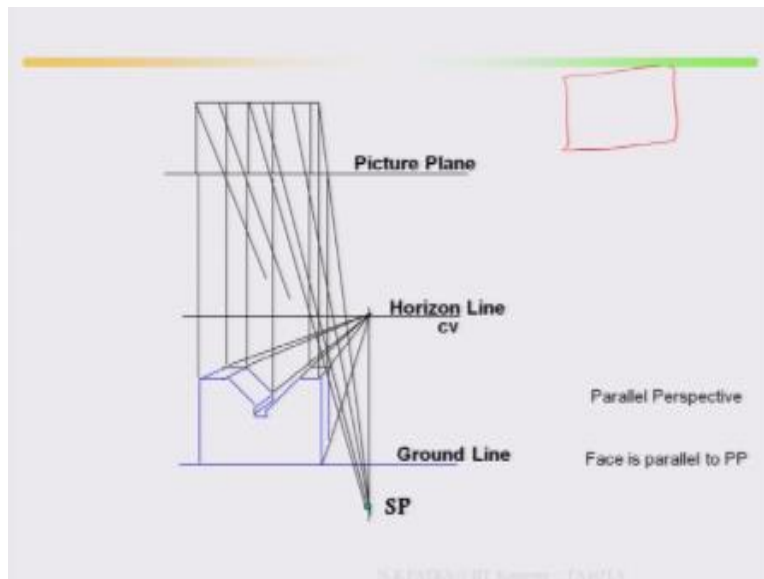 Picture Plane
Horizon Line
CV
Parallel Perspective
Ground Line
Face is parallel to PP
SP